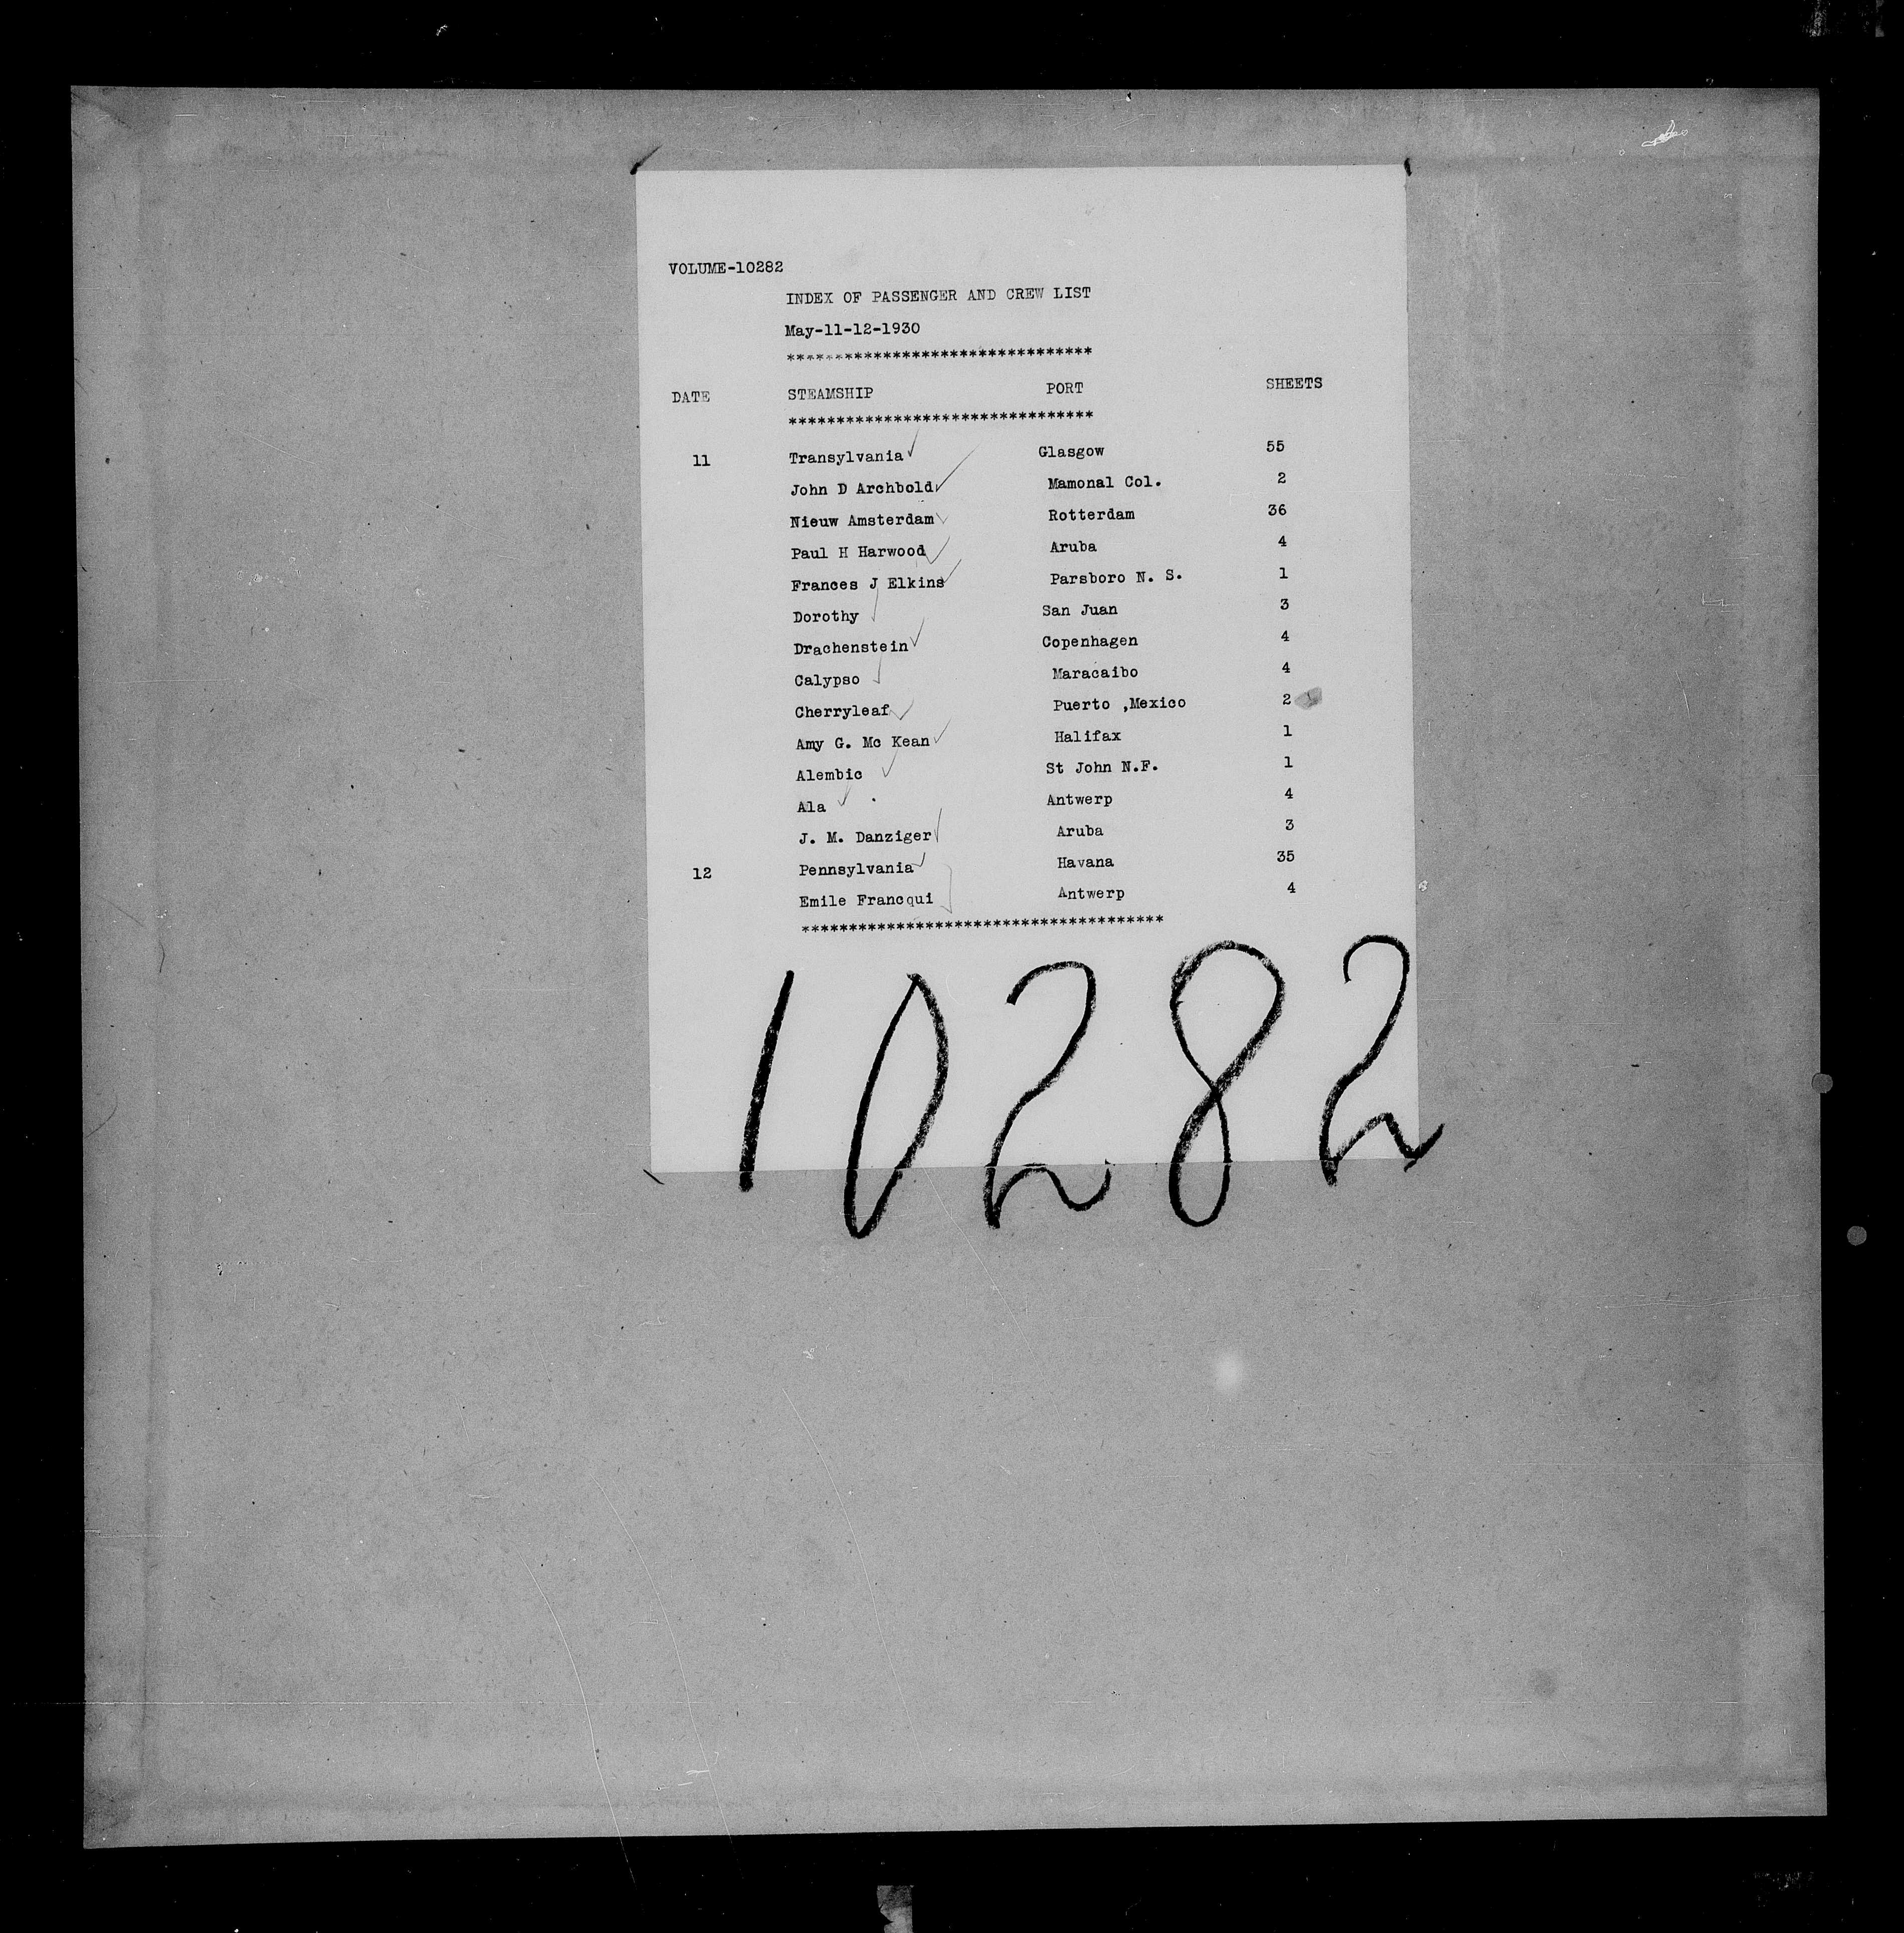 VOLUME-10282
INDEX OF PASSENGER AND CREW LIST
May-11-12-1930
********************************
DATE STEAMSHIP PORT SHEETS
********************************
11 Transylvania Glasgow 55
John D Archbold Mamonal Col. 2
Nieuw Amsterdam Rotterdam 36
Paul H Harwood Aruba 4
Frances J Elkins Parsboro N. S. 1
Dorothy San Juan 3
Drachenstein Copenhagen 4
Calypso Maracaibo 4
Cherryleaf Puerto ,Mexico 2
Amy G. Mc Kean Halifax 1
Alembic St John N.F. 1
Ala Antwerp 4
J. M. Danziger Aruba 3
12 Pennsylvania Havana 35
Emile Francqui Antwerp 4
**************************************
10282